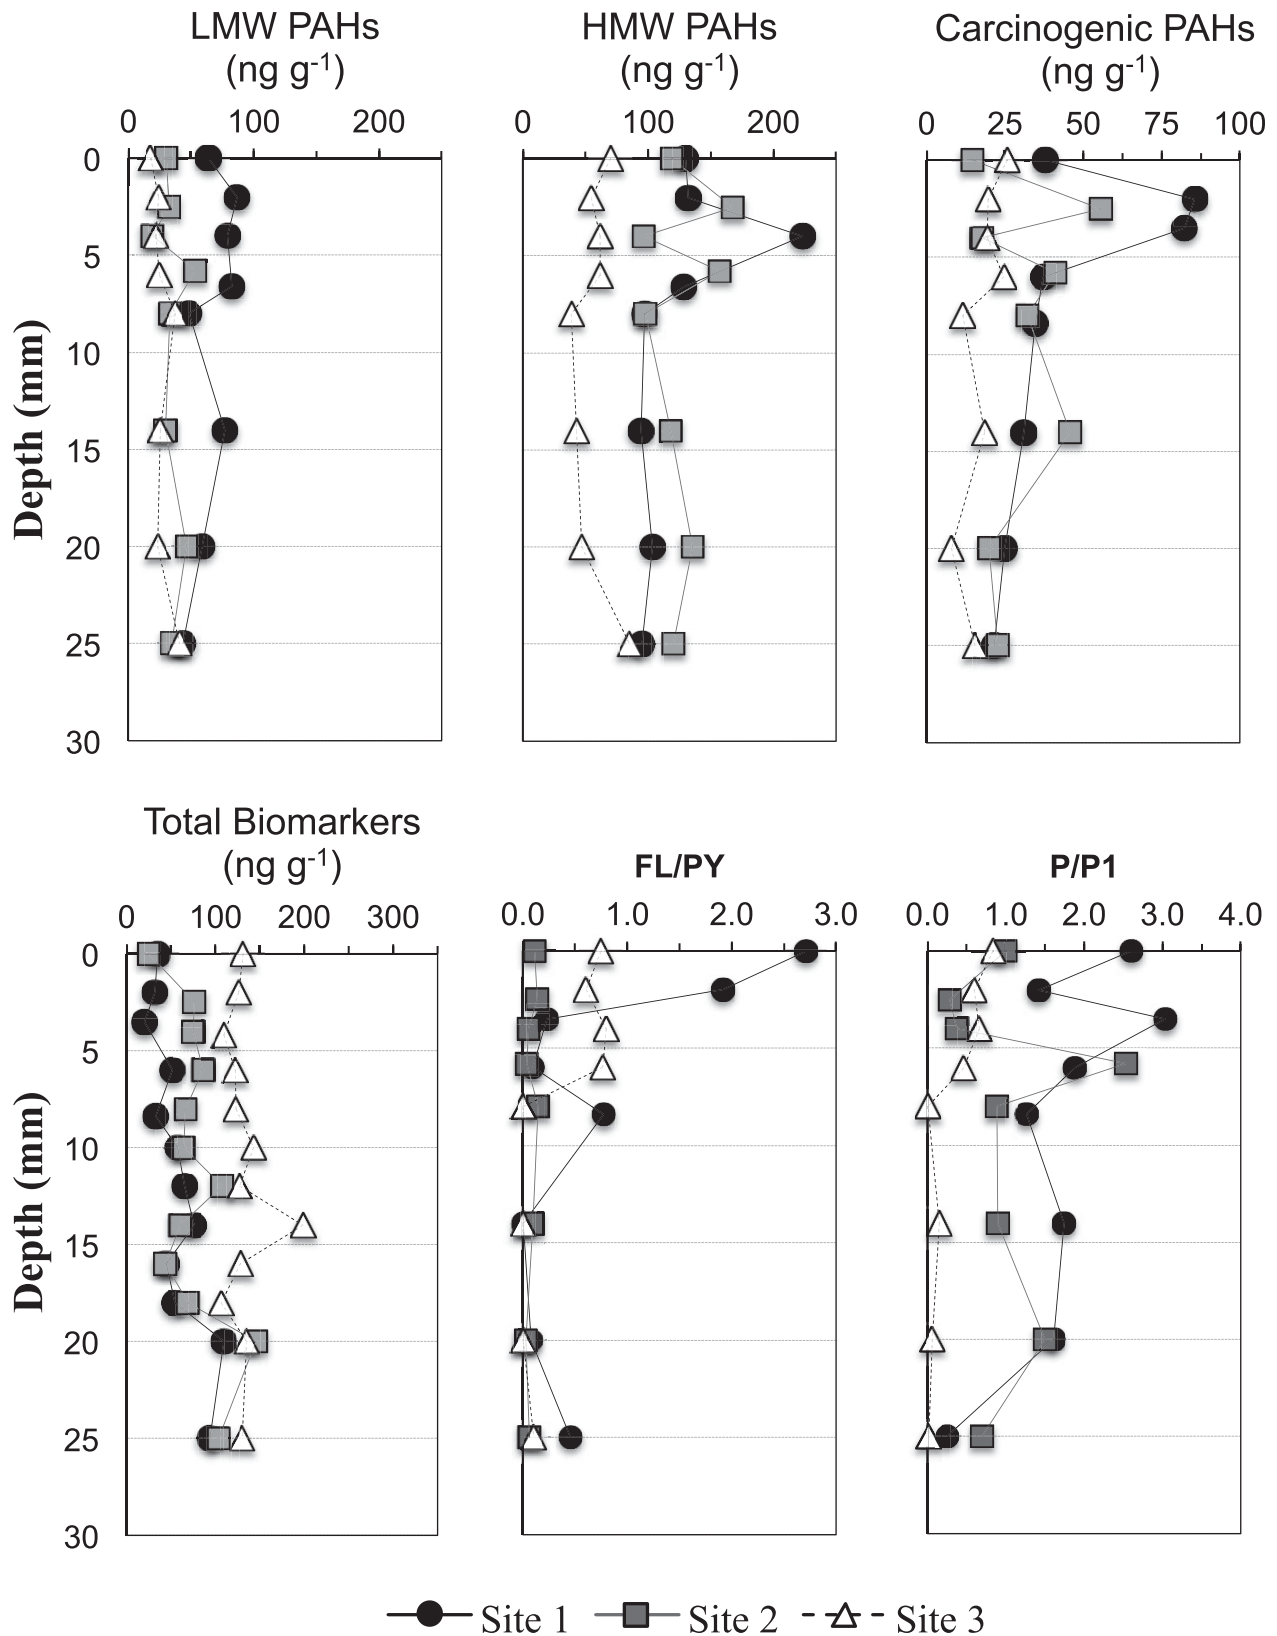 LMW PAHs HMW PAHs Carcinogenic PAHs
(ng g-1) (ng g-1) (ng g-1)
0 100 200 0 100 200 0 25 50 75 100
0
5
10
15
20
25
30
Depth (mm)
Total Biomarkers
(ng g-1) FL/PY P/P1
0 100 200 300 0.0 1.0 2.0 3.0 0.0 1.0 2.0 3.0 4.0
0
5
10
15
20
25
30
Depth (mm)
Site 1 Site 2 Site 3